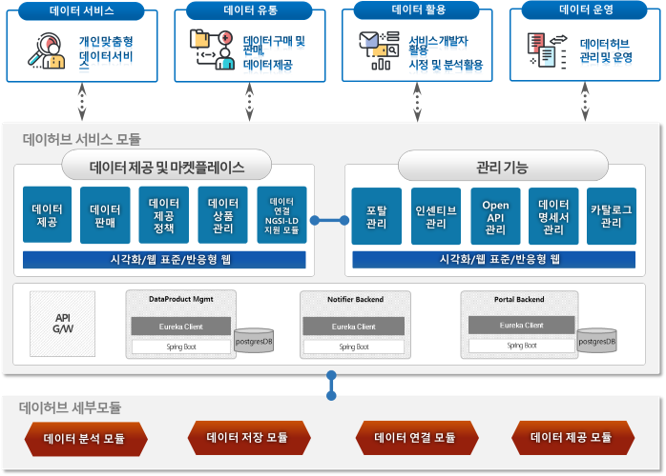 데이터 서비스
데이터 유통
데이터 활용
데이터 운영
개인맞춤형
데이터서비
스
데이터구매 및
판매
데이터제공
서비스개발자
활용
시정 및 분석활용
데이터허브
관리 및 운영
데이허브 서비스 모듈
데이터 제공 및 마켓플레이스
데이터
제공
데이터
판매
데이터
제공
정책
데이터
상품
관리
데이터
연결
NGSI-LD
지원 모듈
시각화/웹 표준/반응형 웹
관리 기능
포탈
관리
인센티브
관리
Open
API
관리
데이터
명세서
관리
카탈로그
관리
시각화/웹 표준/반응형 웹
API
G/W
DataProduct Mgmt
Eureka Client
Spring Boot
postgresDB
Notifier Backend
Eureka Client
Spring Boot
Portal Backend
Eureka Client
Spring Boot
postgresDB
데이허브 세부모듈
데이터 분석 모듈
데이터 저장 모듈
데이터 연결 모듈
데이터 제공 모듈